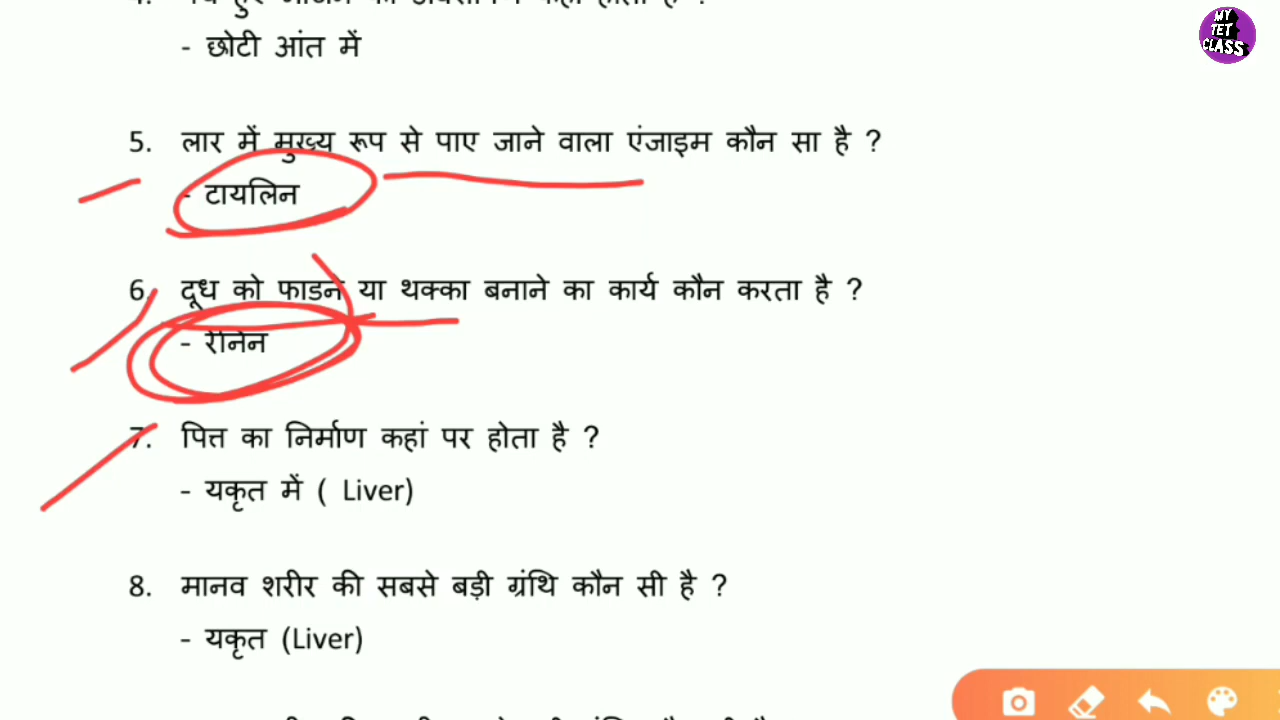 - छोटी आंत में
MY
TET
CLASS
5. लार में मुख्य रूप से पाए जाने वाला एंजाइम कौन सा है ?
- टायलिन
6. दूध को फाडने या थक्का बनाने का कार्य कौन करता है ?
- रेनिन
7. पित्त का निर्माण कहां पर होता है ?
- यकृत में ( Liver)
8. मानव शरीर की सबसे बड़ी ग्रंथि कौन सी है ?
- यकृत (Liver)